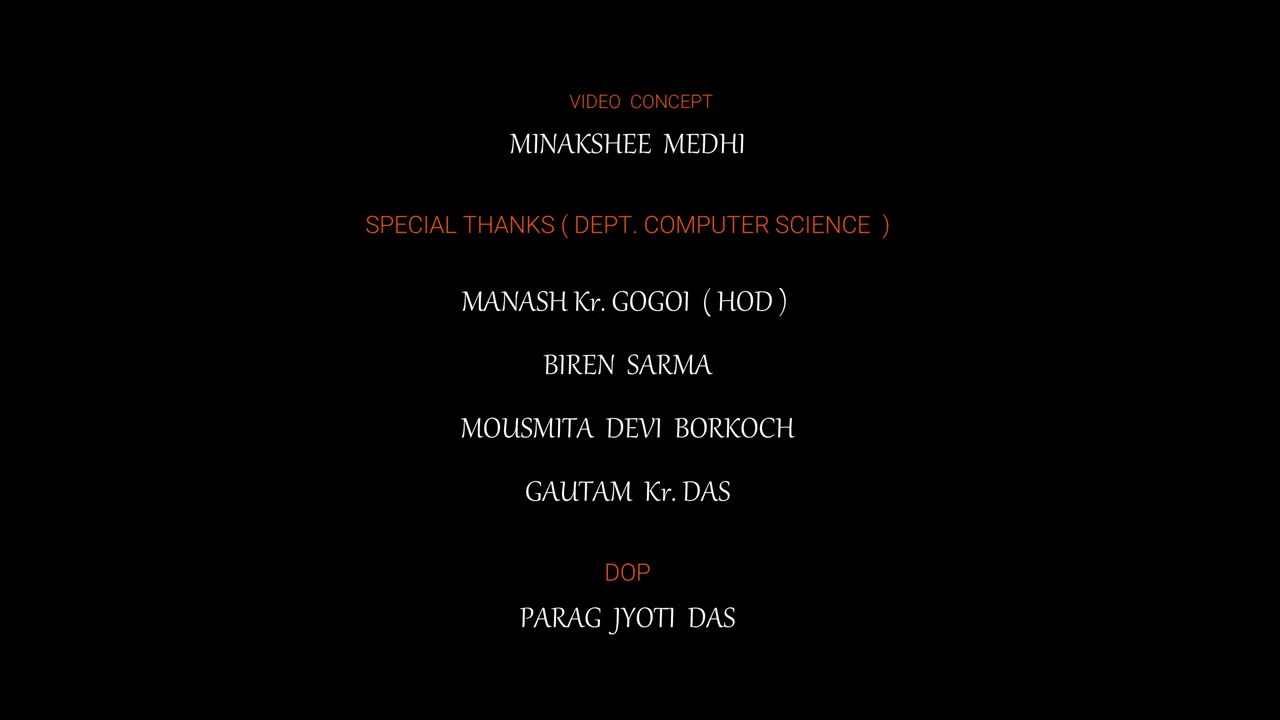 VIDEO CONCEPT
MINAKSHEE MEDHI
SPECIAL THANKS ( DEPT. COMPUTER SCIENCE )
MANASH Kr. GOGOI ( HOD )
BIREN SARMA
MOUSMITA DEVI BORKOCH
GAUTAM Kr. DAS
DOP
PARAG JYOTI DAS